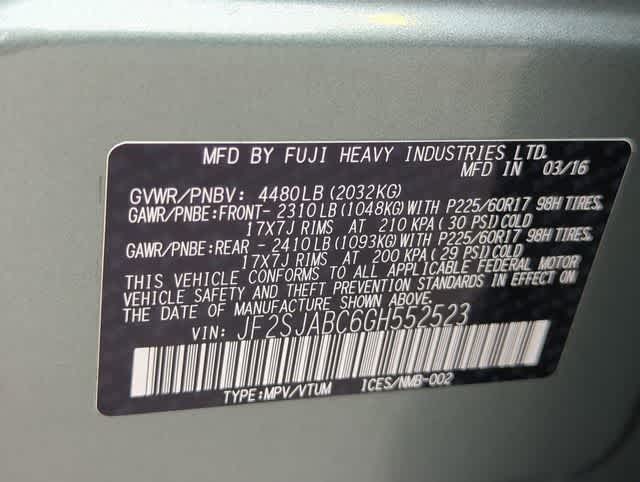 MFD BY FUJI HEAVY INDUSTRIES LTD.
MFD IN 03/16
GVWR/PNBV: 4480LB(2032KG)
GAWR/PNBE:FRONT- 2310LB(1048KG)WITH P225/60R17 98H TIRES,
17X7J RIMS AT 210 KPA(30 PSI)COLD
GAWR/PNBE:REAR - 2410LB(1093KG)WITH P225/60R17 98H TIRES,
17X7J RIMS AT 200 KPA(29 PSI)COLD
THIS VEHICLE CONFORMS TO ALL APPLICABLE FEDERAL MOTOR
VEHICLE SAFETY AND THEFT PREVENTION STANDARDS IN EFFECT ON
THE DATE OF MANUFACTURE SHOWN ABOVE.
VIN: JF2SJABC6GH552523
TYPE:MPV/VTUM ICES/NMB-002